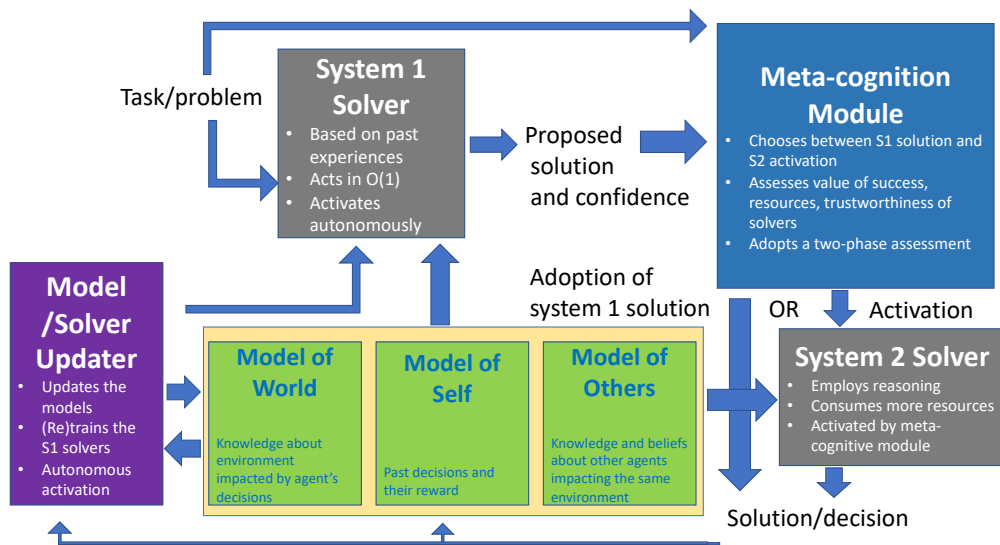 Task/problem
System 1
Solver
• Based on past
experiences
• Acts in O(1)
• Activates
autonomously
Proposed
solution
and confidence
Meta-cognition
Module
• Chooses between S1 solution and
S2 activation
• Assesses value of success,
resources, trustworthiness of
solvers
• Adopts a two-phase assessment
Model
/Solver
Updater
• Updates the
models
• (Re)trains the
S1 solvers
• Autonomous
activation
Adoption of
system 1 solution
OR
Activation
Model of
World
Knowledge about
environment
impacted by agent's
decisions
Model of
Self
Past decisions and
their reward
Model of
Others
Knowledge and beliefs
about other agents
impacting the same
environment
System 2 Solver
• Employs reasoning
• Consumes more resources
• Activated by meta-
cognitive module
Solution/decision